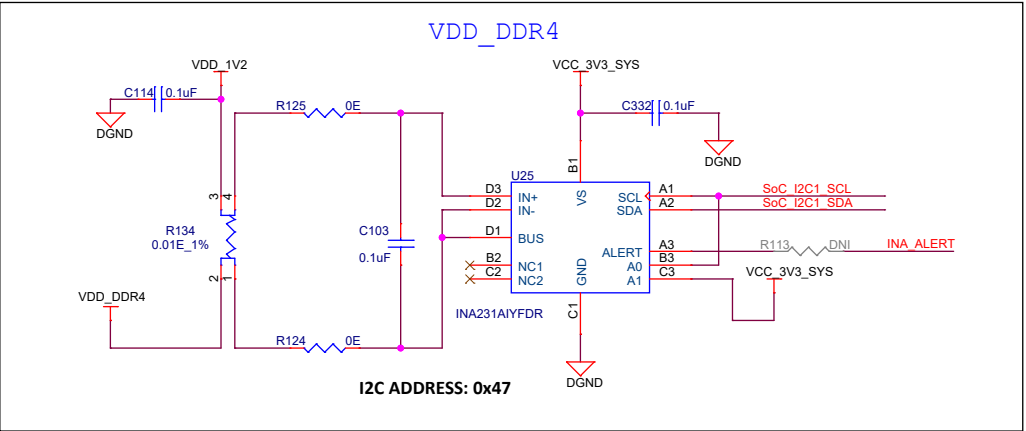 VDD_DDR4
VDD_1V2
VCC_3V3_SYS
C114 0.1uF
DGND
R125 0E
C332 0.1uF
DGND
U25
B1
VS
D3 IN+
D2 IN-
D1 BUS
B2 NC1
C2 NC2
SCL A1 SoC_I2C1_SCL
SDA A2 SoC_I2C1_SDA
ALERT A3 R113 DNI INA_ALERT
A0 B3
A1 C3
VCC_3V3_SYS
GND
C1
DGND
INA231AIYFDR
3 4
R134
0.01E_1%
2 1
C103
0.1uF
VDD_DDR4
R124 0E
I2C ADDRESS: 0x47